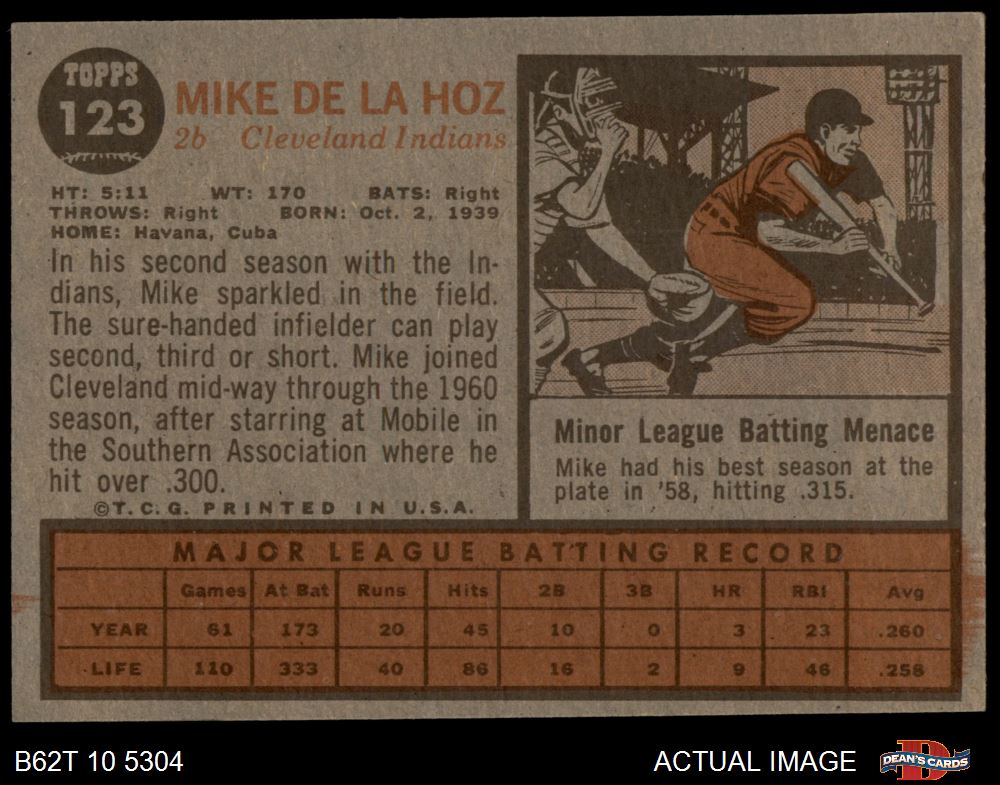 TOPPS
123
MIKE DE LA HOZ
2b Cleveland Indians
HT: 5:11 WT: 170 BATS: Right
THROWS: Right BORN: Oct. 2, 1939
HOME: Havana, Cuba
In his second season with the In-
dians, Mike sparkled in the field.
The sure-handed infielder can play
second, third or short. Mike joined
Cleveland mid-way through the 1960
season, after starring at Mobile in
the Southern Association where he
hit over .300.
©T.C.G. PRINTED IN U.S.A.
Minor League Batting Menace
Mike had his best season at the
plate in '58, hitting .315.
MAJOR LEAGUE BATTING RECORD
Games At Bat Runs Hits 2B 3B HR RBI Avg
YEAR 61 173 20 45 10 0 3 23 .260
LIFE 110 333 40 86 16 2 9 46 .258
B62T 10 5304
ACTUAL IMAGE
D
DEAN'S CARDS